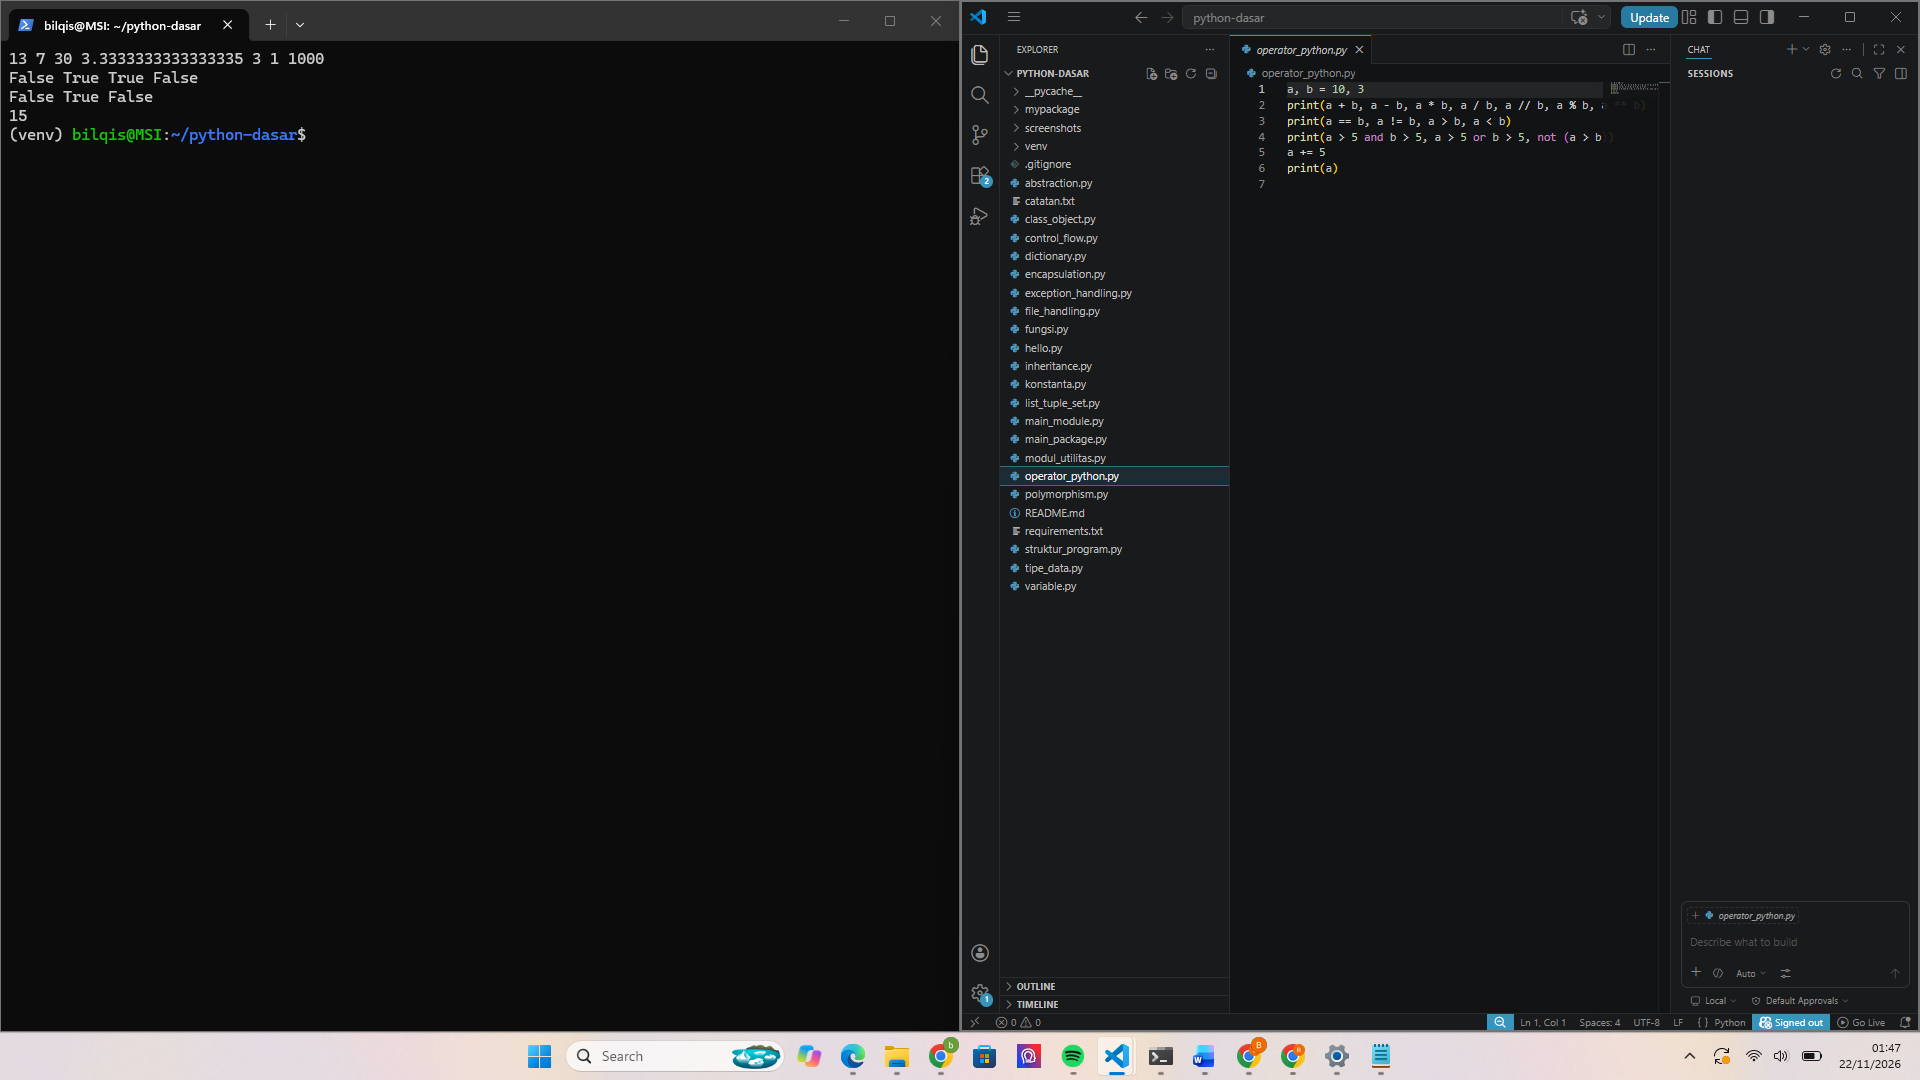 bilqis@MSI: ~/python-dasar
13 7 30 3.3333333333333335 3 1 1000
False True True False
False True False
15
(venv) bilqis@MSI:~/python-dasar$
python-dasar
Update
EXPLORER
PYTHON-DASAR
__pycache__
mypackage
screenshots
venv
.gitignore
abstraction.py
catatan.txt
class_object.py
control_flow.py
dictionary.py
encapsulation.py
exception_handling.py
file_handling.py
fungsi.py
hello.py
inheritance.py
konstanta.py
list_tuple_set.py
main_module.py
main_package.py
modul_utilitas.py
operator_python.py
polymorphism.py
README.md
requirements.txt
struktur_program.py
tipe_data.py
variable.py
OUTLINE
TIMELINE
2
1
operator_python.py
operator_python.py
1 a, b = 10, 3
2 print(a + b, a - b, a * b, a / b, a // b, a % b, a ** b)
3 print(a == b, a != b, a > b, a < b)
4 print(a > 5 and b > 5, a > 5 or b > 5, not (a > b))
5 a += 5
6 print(a)
7
CHAT
SESSIONS
operator_python.py
Describe what to build
Auto
Local
Default Approvals
0 0
Ln 1, Col 1
Spaces: 4
UTF-8
LF
Python
Signed out
Go Live
Search
01:47
22/11/2026